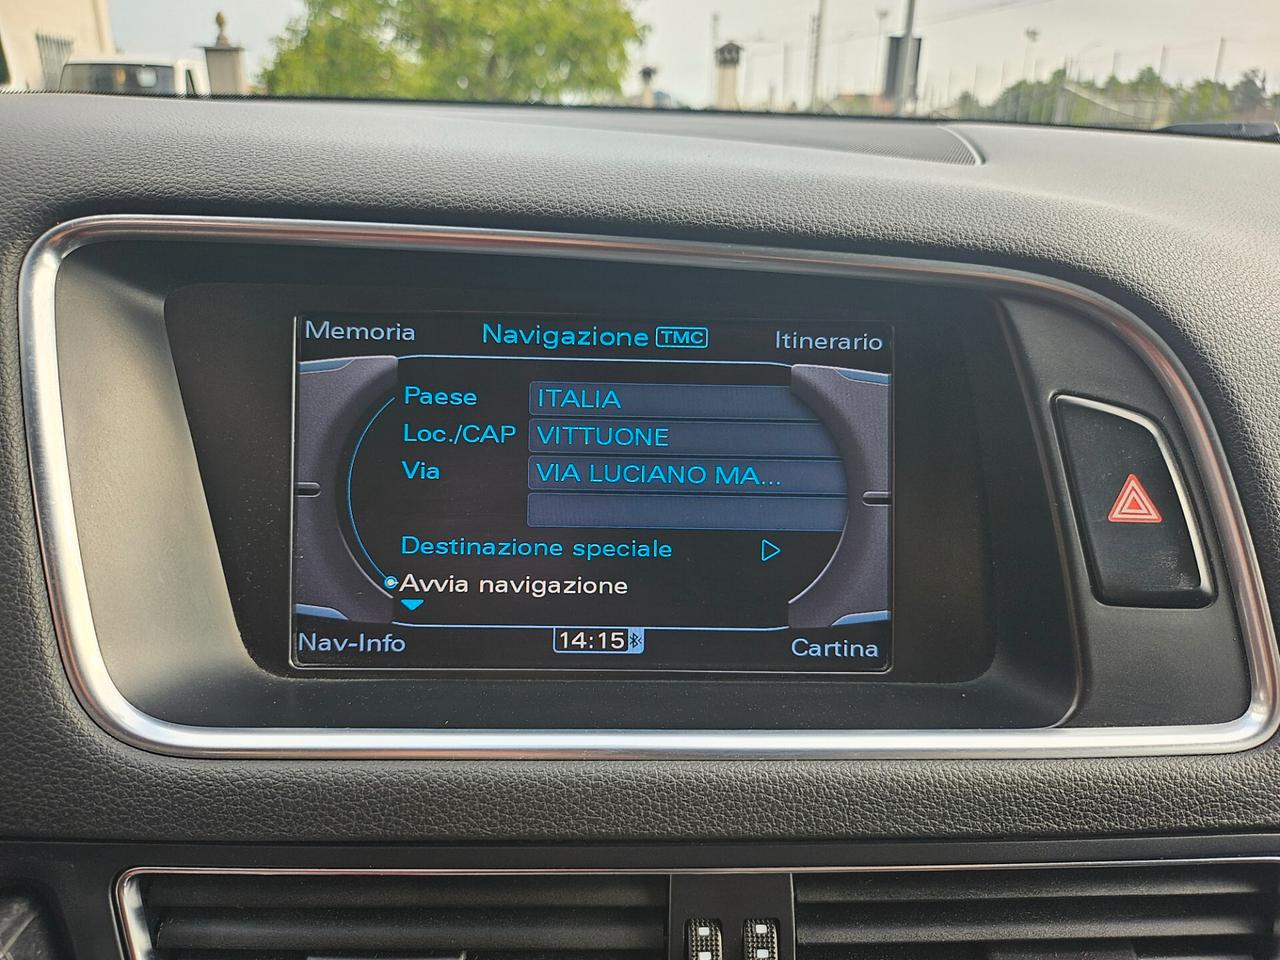 Memoria Navigazione TMC Itinerario
Paese ITALIA
Loc./CAP VITTUONE
Via VIA LUCIANO MA...
Destinazione speciale
Avvia navigazione
Nav-Info 14:15 Cartina